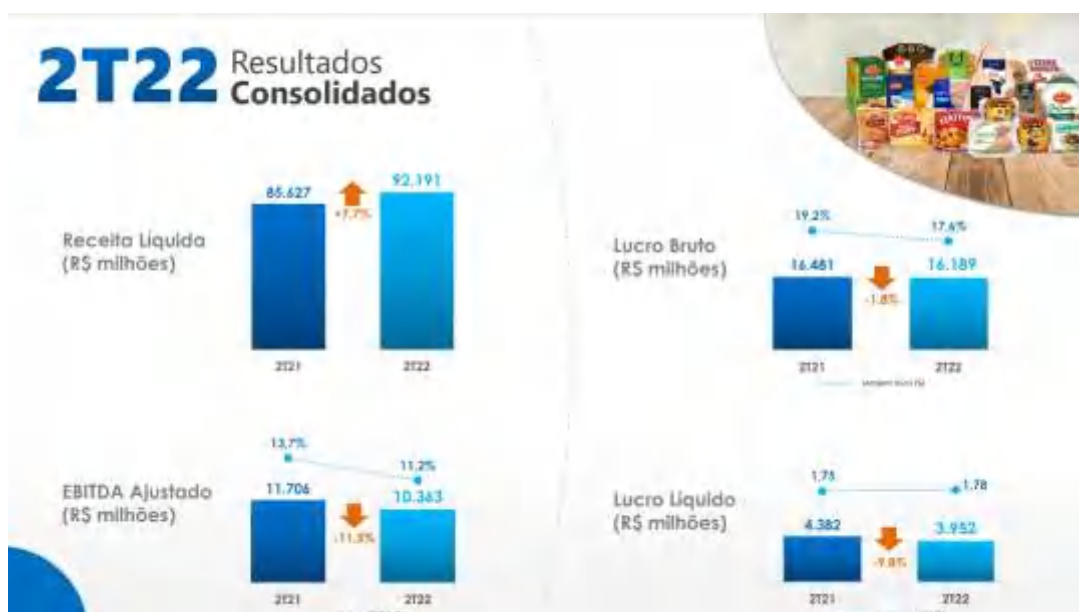 2T22 Resultados
Consolidados
Receita Líquida
(R$ milhões)
85.627
+7,7%
92.191
2T21
2T22
Lucro Bruto
(R$ milhões)
19,2%
17,6%
16.481
-1,8%
16.189
2T21
2T22
EBITDA Ajustado
(R$ milhões)
13,7%
11,2%
11.706
10.363
2T21
2T22
Lucro Líquido
(R$ milhões)
1,78
4.382
-9,8%
3.952
2T21
2T22